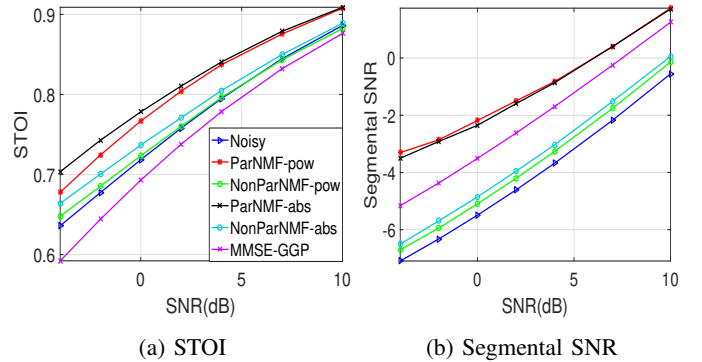 0.9
0.8
0.7
0.6
STOI
Noisy
ParNMF-pow
NonParNMF-pow
ParNMF-abs
NonParNMF-abs
MMSE-GGP
0 5 10
SNR(dB)
(a) STOI
0
-2
-4
-6
Segmental SNR
0 5 10
SNR(dB)
(b) Segmental SNR